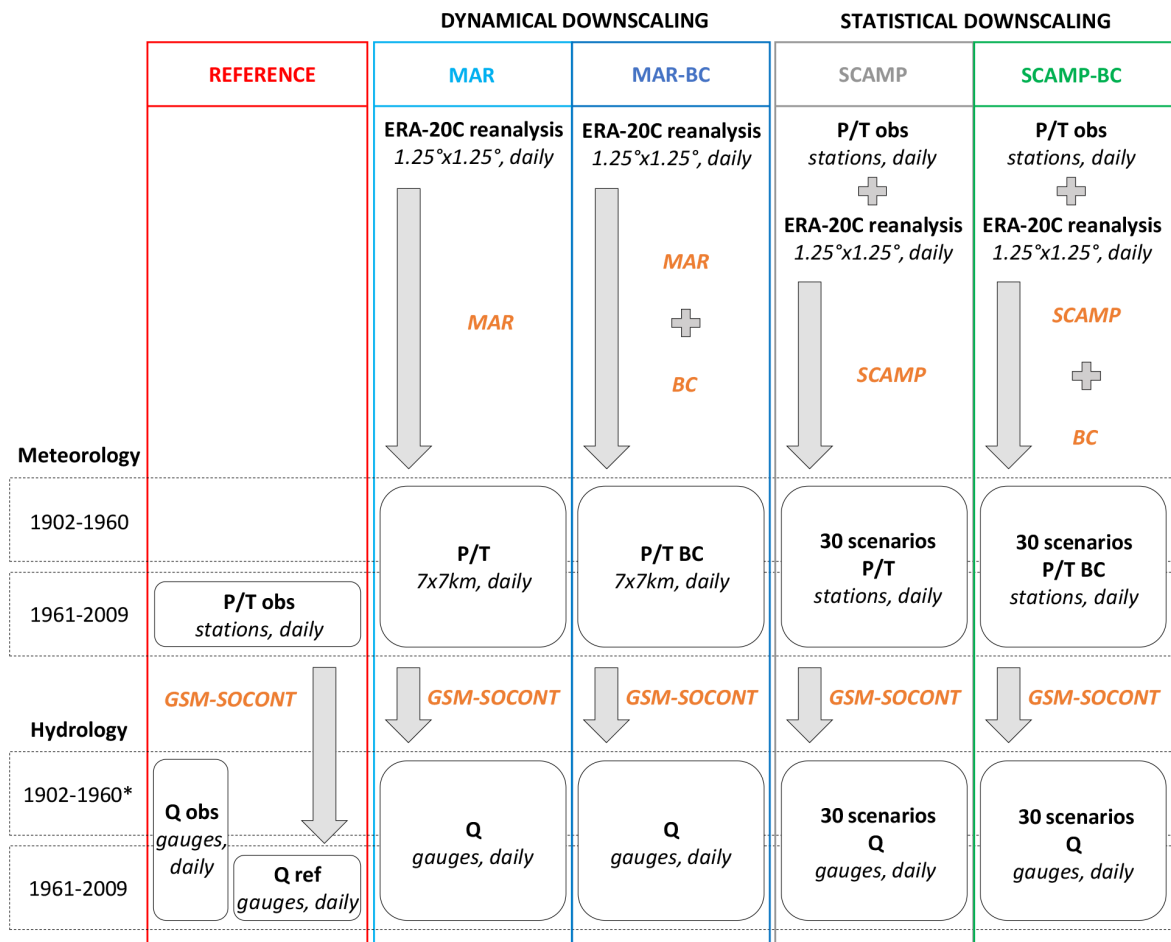 DYNAMICAL DOWNSCALING
STATISTICAL DOWNSCALING
REFERENCE
MAR
MAR-BC
SCAMP
SCAMP-BC
ERA-20C reanalysis
1.25°x1.25°, daily
MAR
ERA-20C reanalysis
1.25°x1.25°, daily
MAR
BC
P/T obs
stations, daily
ERA-20C reanalysis
1.25°x1.25°, daily
SCAMP
P/T obs
stations, daily
ERA-20C reanalysis
1.25°x1.25°, daily
SCAMP
BC
Meteorology
1902-1960
1961-2009
P/T obs
stations, daily
P/T
7x7km, daily
P/T BC
7x7km, daily
30 scenarios
P/T
stations, daily
30 scenarios
P/T BC
stations, daily
GSM-SOCONT
GSM-SOCONT
GSM-SOCONT
GSM-SOCONT
GSM-SOCONT
Hydrology
1902-1960*
1961-2009
Q obs
gauges,
daily
Q ref
gauges, daily
Q
gauges, daily
Q
gauges, daily
30 scenarios
Q
gauges, daily
30 scenarios
Q
gauges, daily